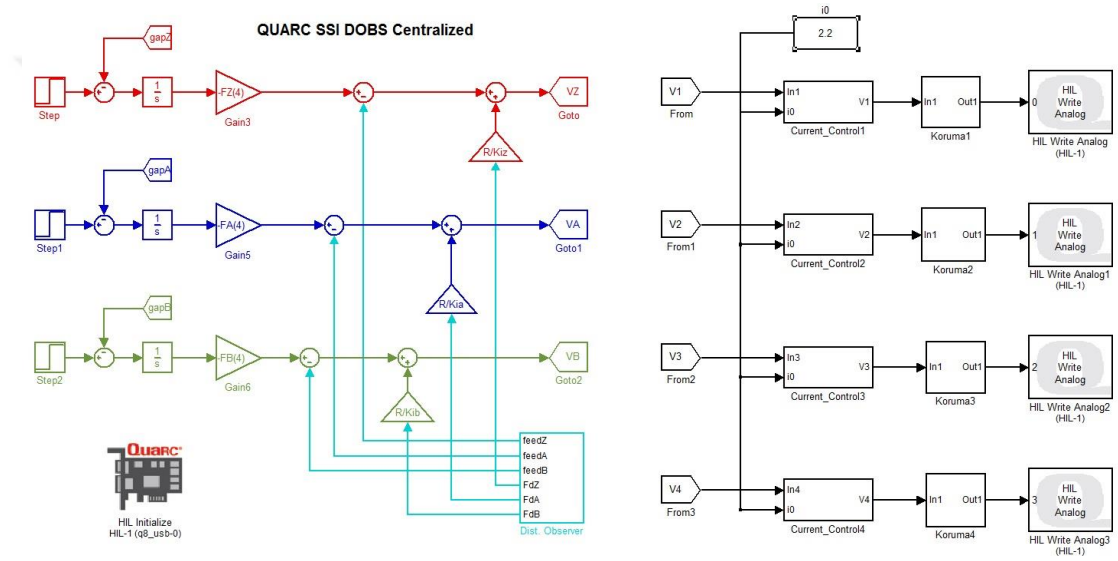 QUARC SSI DOBS Centralized
gapZ
Step
1
s
-FZ(4)
Gain3
R/Kiz
VZ
Goto
gapA
Step1
1
s
-FA(4)
Gain5
R/Kia
VA
Goto1
gapB
Step2
1
s
-FB(4)
Gain6
R/Kib
VB
Goto2
feedZ
feedA
feedB
FdZ
FdA
FdB
Dist. Observer
QUARC
HIL Initialize
HIL-1 (q8_usb-0)
i0
2.2
V1
From
In1
i0
V1
Current_Control1
In1
Out1
Koruma1
0
HIL
Write
Analog
HIL Write Analog
(HIL-1)
V2
From1
In2
i0
V2
Current_Control2
In1
Out1
Koruma2
1
HIL
Write
Analog
HIL Write Analog1
(HIL-1)
V3
From2
In3
i0
V3
Current_Control3
In1
Out1
Koruma3
2
HIL
Write
Analog
HIL Write Analog2
(HIL-1)
V4
From3
In4
i0
V4
Current_Control4
In1
Out1
Koruma4
3
HIL
Write
Analog
HIL Write Analog3
(HIL-1)